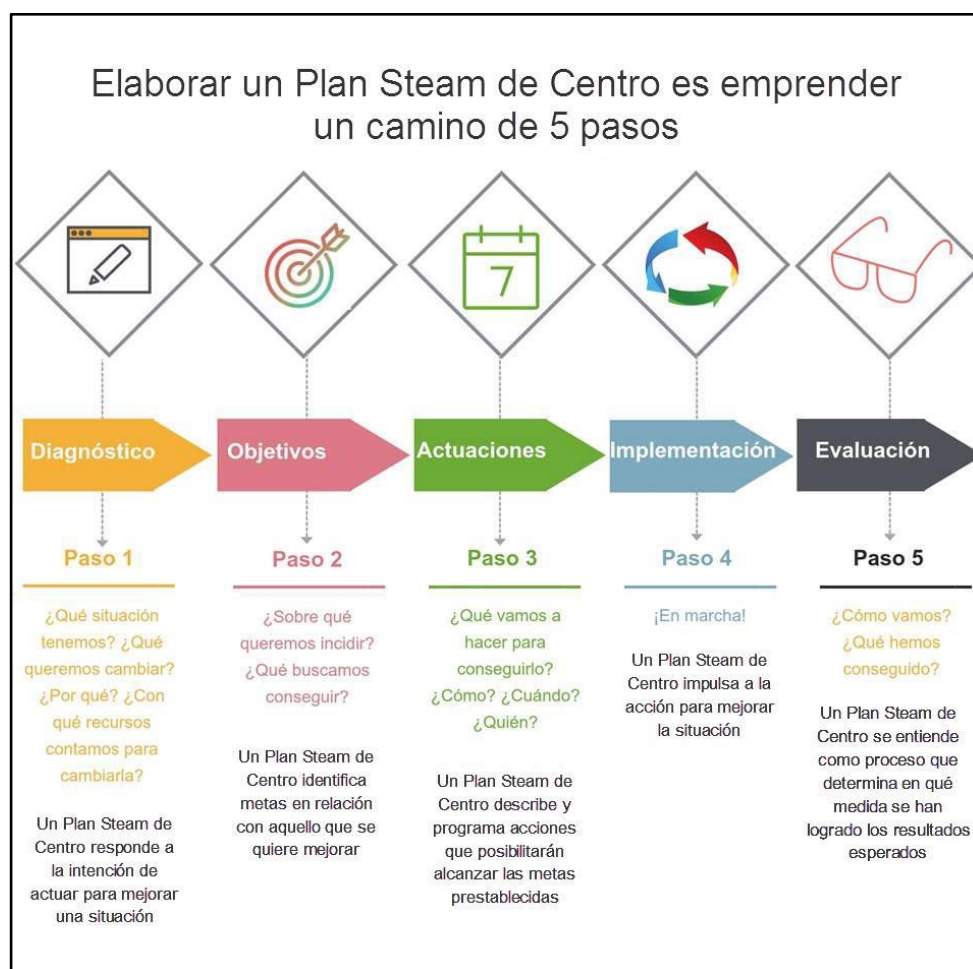 Elaborar un Plan Steam de Centro es emprender
un camino de 5 pasos
7
Diagnóstico
Objetivos
Actuaciones
Implementación
Evaluación
Paso 1
¿Qué situación
tenemos? ¿Qué
queremos cambiar?
¿Por qué? ¿Con
qué recursos
contamos para
cambiarla?
Un Plan Steam de
Centro responde a
la intención de
actuar para mejorar
una situación
Paso 2
¿Sobre qué
queremos incidir?
¿Qué buscamos
conseguir?
Un Plan Steam de
Centro identifica
metas en relación
con aquello que se
quiere mejorar
Paso 3
¿Qué vamos a
hacer para
conseguirlo?
¿Cómo? ¿Cuándo?
¿Quién?
Un Plan Steam de
Centro describe y
programa acciones
que posibilitarán
alcanzar las metas
prestablecidas
Paso 4
¡En marcha!
Un Plan Steam de
Centro impulsa a la
acción para mejorar
la situación
Paso 5
¿Cómo vamos?
¿Qué hemos
conseguido?
Un Plan Steam de
Centro se entiende
como proceso que
determina en qué
medida se han
logrado los resultados
esperados